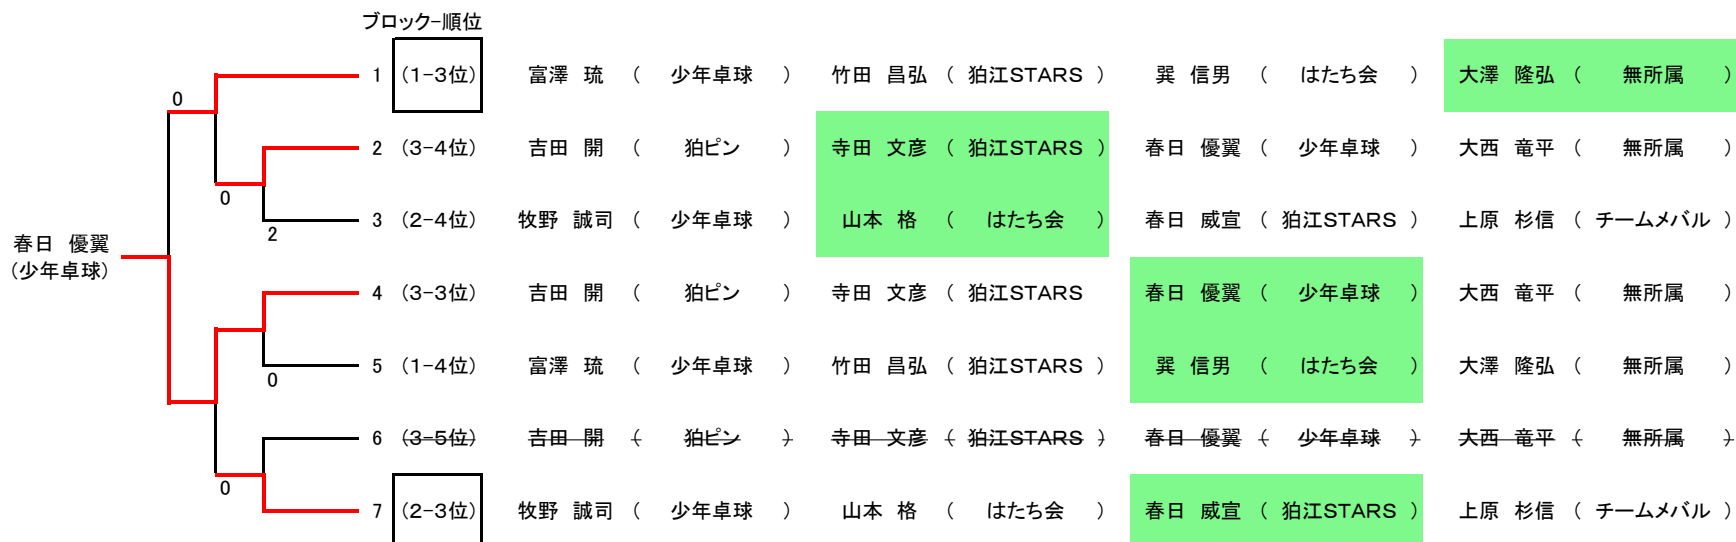 ブロック-順位
1 (1-3位) 富澤 琉 ( 少年卓球 ) 竹田 昌弘 ( 狛江STARS ) 巽 信男 ( はたち会 ) 大澤 隆弘 ( 無所属 )
0
2 (3-4位) 吉田 開 ( 狛ピン ) 寺田 文彦 ( 狛江STARS ) 春日 優翼 ( 少年卓球 ) 大西 竜平 ( 無所属 )
0
3 (2-4位) 牧野 誠司 ( 少年卓球 ) 山本 格 ( はたち会 ) 春日 威宣 ( 狛江STARS ) 上原 杉信 ( チームメバル )
2
春日 優翼
(少年卓球)
4 (3-3位) 吉田 開 ( 狛ピン ) 寺田 文彦 ( 狛江STARS 春日 優翼 ( 少年卓球 ) 大西 竜平 ( 無所属 )
5 (1-4位) 富澤 琉 ( 少年卓球 ) 竹田 昌弘 ( 狛江STARS ) 巽 信男 ( はたち会 ) 大澤 隆弘 ( 無所属 )
0
6 (3-5位) 吉田 開 ( 狛ピン ) 寺田 文彦 ( 狛江STARS ) 春日 優翼 ( 少年卓球 ) 大西 竜平 ( 無所属 )
0
7 (2-3位) 牧野 誠司 ( 少年卓球 ) 山本 格 ( はたち会 ) 春日 威宣 ( 狛江STARS ) 上原 杉信 ( チームメバル )